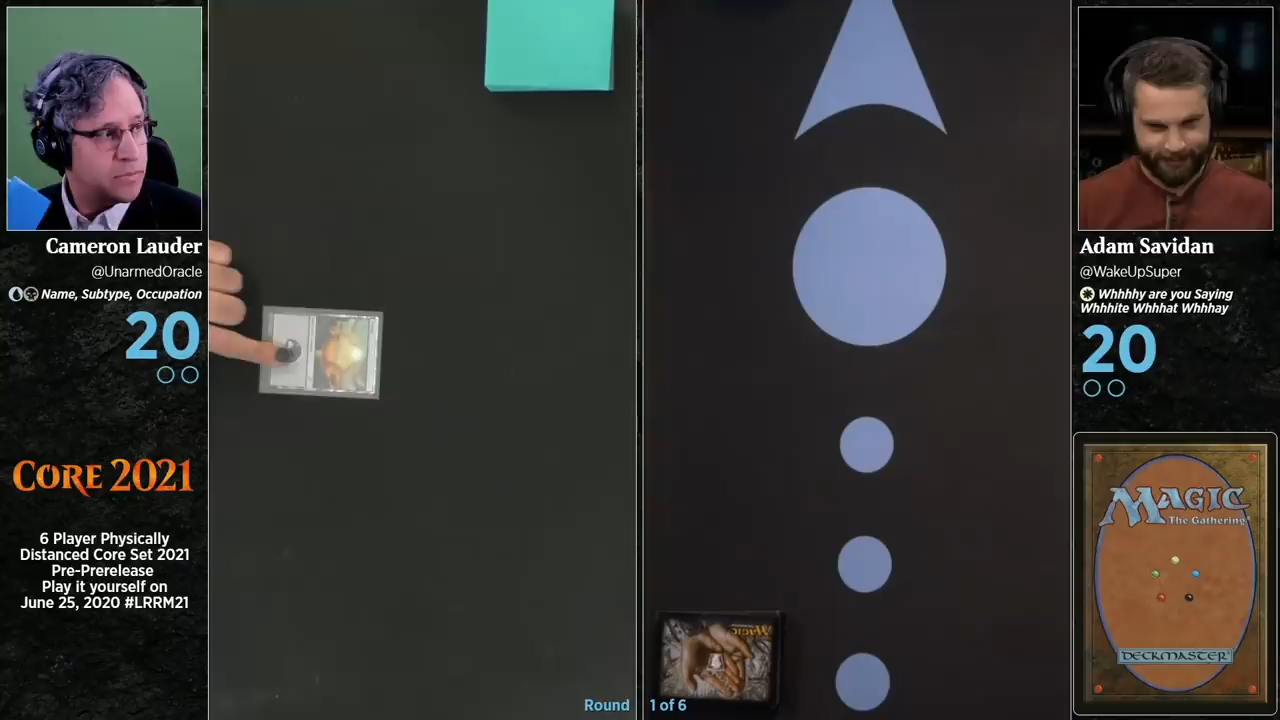 Cameron Lauder
@UnarmedOracle
Name, Subtype, Occupation
20
CORE 2021
6 Player Physically
Distanced Core Set 2021
Pre-Prerelease
Play it yourself on
June 25, 2020 #LRRM21
Round 1 of 6
MAGIC
Adam Savidan
@WakeUpSuper
Whhhhy are you Saying
Whhhite Whhhat Whhhay
20
MAGIC
The Gathering
DECKMASTER